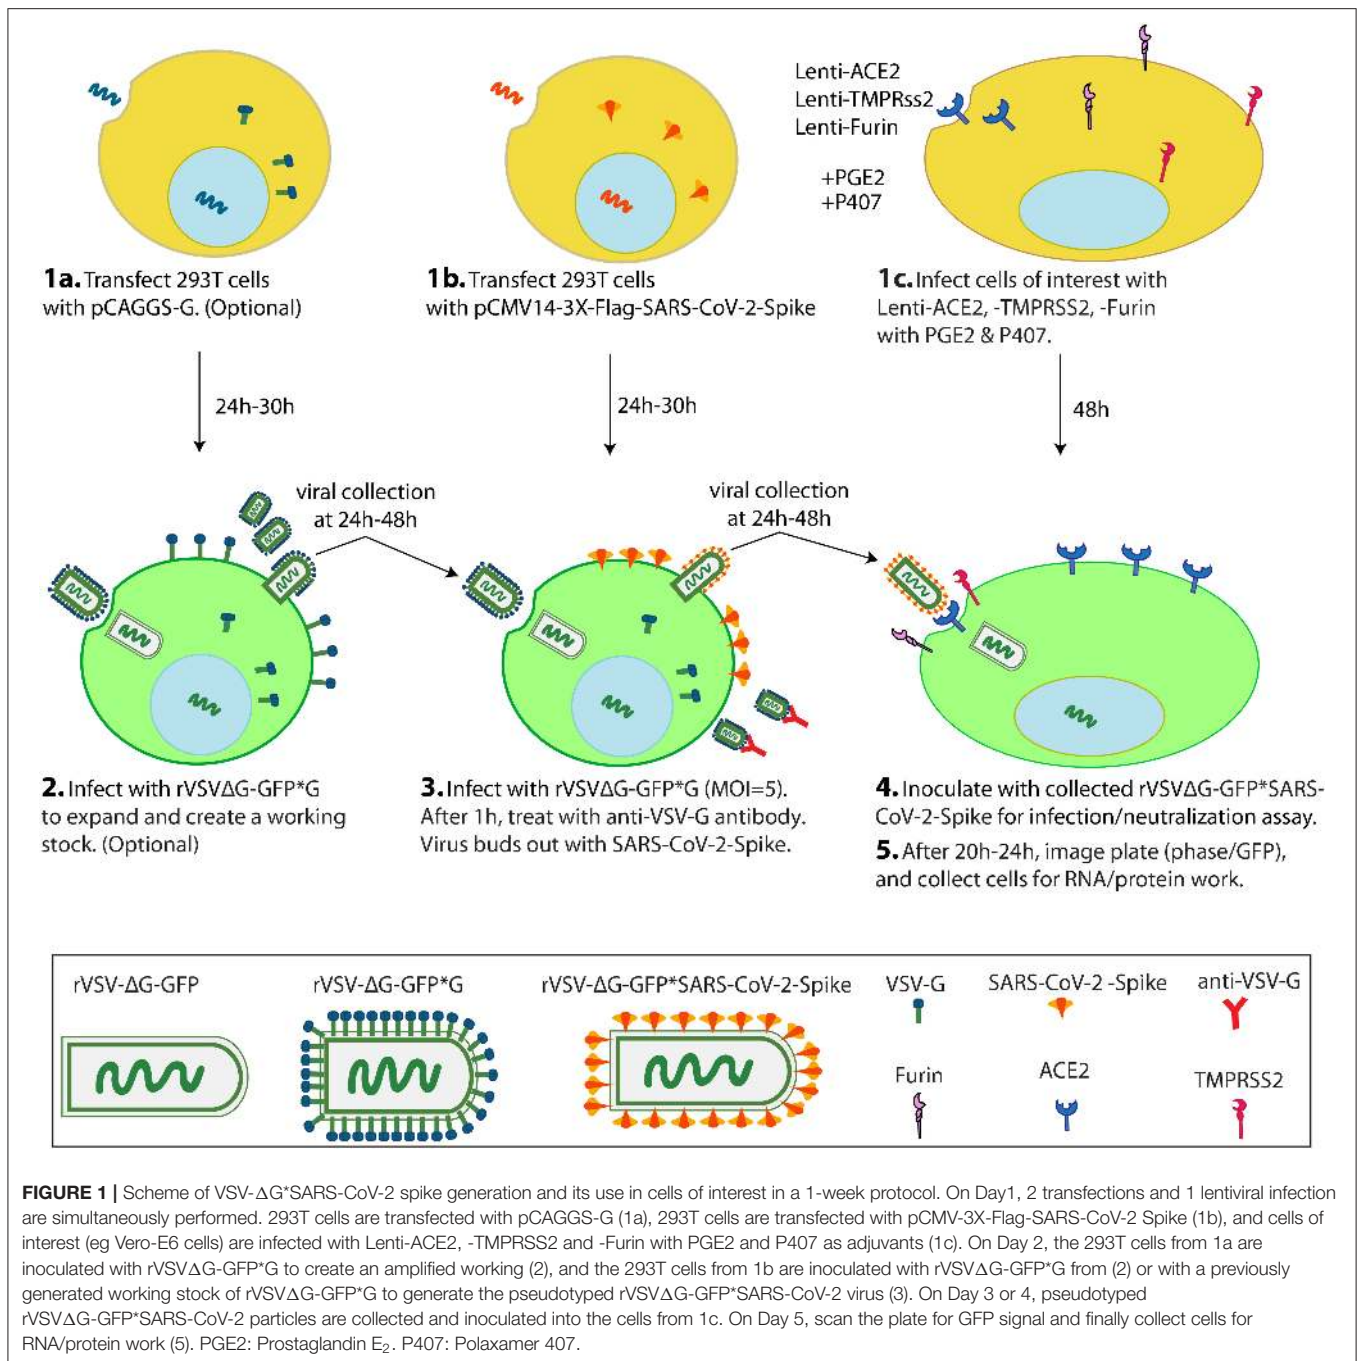 Lenti-ACE2
Lenti-TMPRss2
Lenti-Furin
+PGE2
+P407
1a. Transfect 293T cells
with pCAGGS-G. (Optional)
1b. Transfect 293T cells
with pCMV14-3X-Flag-SARS-CoV-2-Spike
1c. Infect cells of interest with
Lenti-ACE2, -TMPRSS2, -Furin
with PGE2 & P407.
24h-30h
24h-30h
48h
viral collection
at 24h-48h
viral collection
at 24h-48h
2. Infect with rVSVΔG-GFP*G
to expand and create a working
stock. (Optional)
3. Infect with rVSVΔG-GFP*G (MOI=5).
After 1h, treat with anti-VSV-G antibody.
Virus buds out with SARS-CoV-2-Spike.
4. Inoculate with collected rVSVΔG-GFP*SARS-
CoV-2-Spike for infection/neutralization assay.
5. After 20h-24h, image plate (phase/GFP),
and collect cells for RNA/protein work.
rVSV-ΔG-GFP
rVSV-ΔG-GFP*G
rVSV-ΔG-GFP*SARS-CoV-2-Spike
VSV-G
SARS-CoV-2 -Spike
anti-VSV-G
Furin
ACE2
TMPRSS2
FIGURE 1 | Scheme of VSV-ΔG*SARS-CoV-2 spike generation and its use in cells of interest in a 1-week protocol. On Day1, 2 transfections and 1 lentiviral infection
are simultaneously performed. 293T cells are transfected with pCAGGS-G (1a), 293T cells are transfected with pCMV-3X-Flag-SARS-CoV-2 Spike (1b), and cells of
interest (eg Vero-E6 cells) are infected with Lenti-ACE2, -TMPRSS2 and -Furin with PGE2 and P407 as adjuvants (1c). On Day 2, the 293T cells from 1a are
inoculated with rVSVΔG-GFP*G to create an amplified working (2), and the 293T cells from 1b are inoculated with rVSVΔG-GFP*G from (2) or with a previously
generated working stock of rVSVΔG-GFP*G to generate the pseudotyped rVSVΔG-GFP*SARS-CoV-2 virus (3). On Day 3 or 4, pseudotyped
rVSVΔG-GFP*SARS-CoV-2 particles are collected and inoculated into the cells from 1c. On Day 5, scan the plate for GFP signal and finally collect cells for
RNA/protein work (5). PGE2: Prostaglandin E₂. P407: Polaxamer 407.